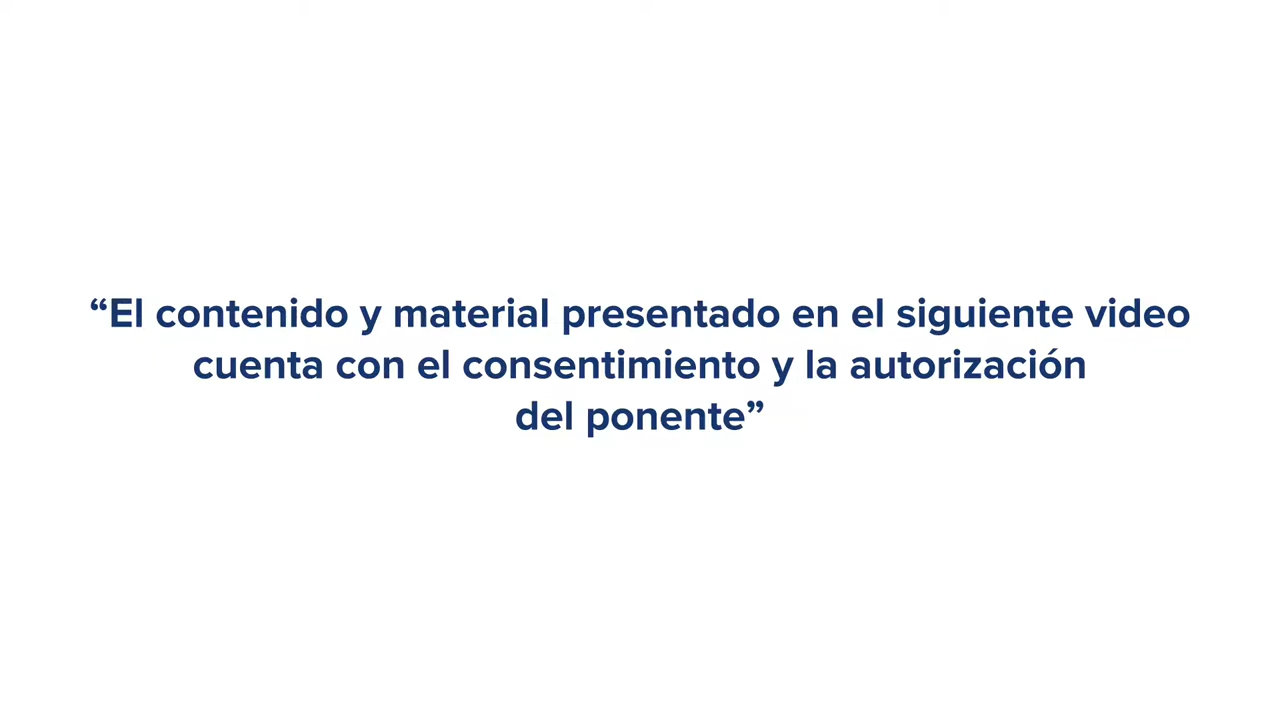 “El contenido y material presentado en el siguiente video
cuenta con el consentimiento y la autorización
del ponente”